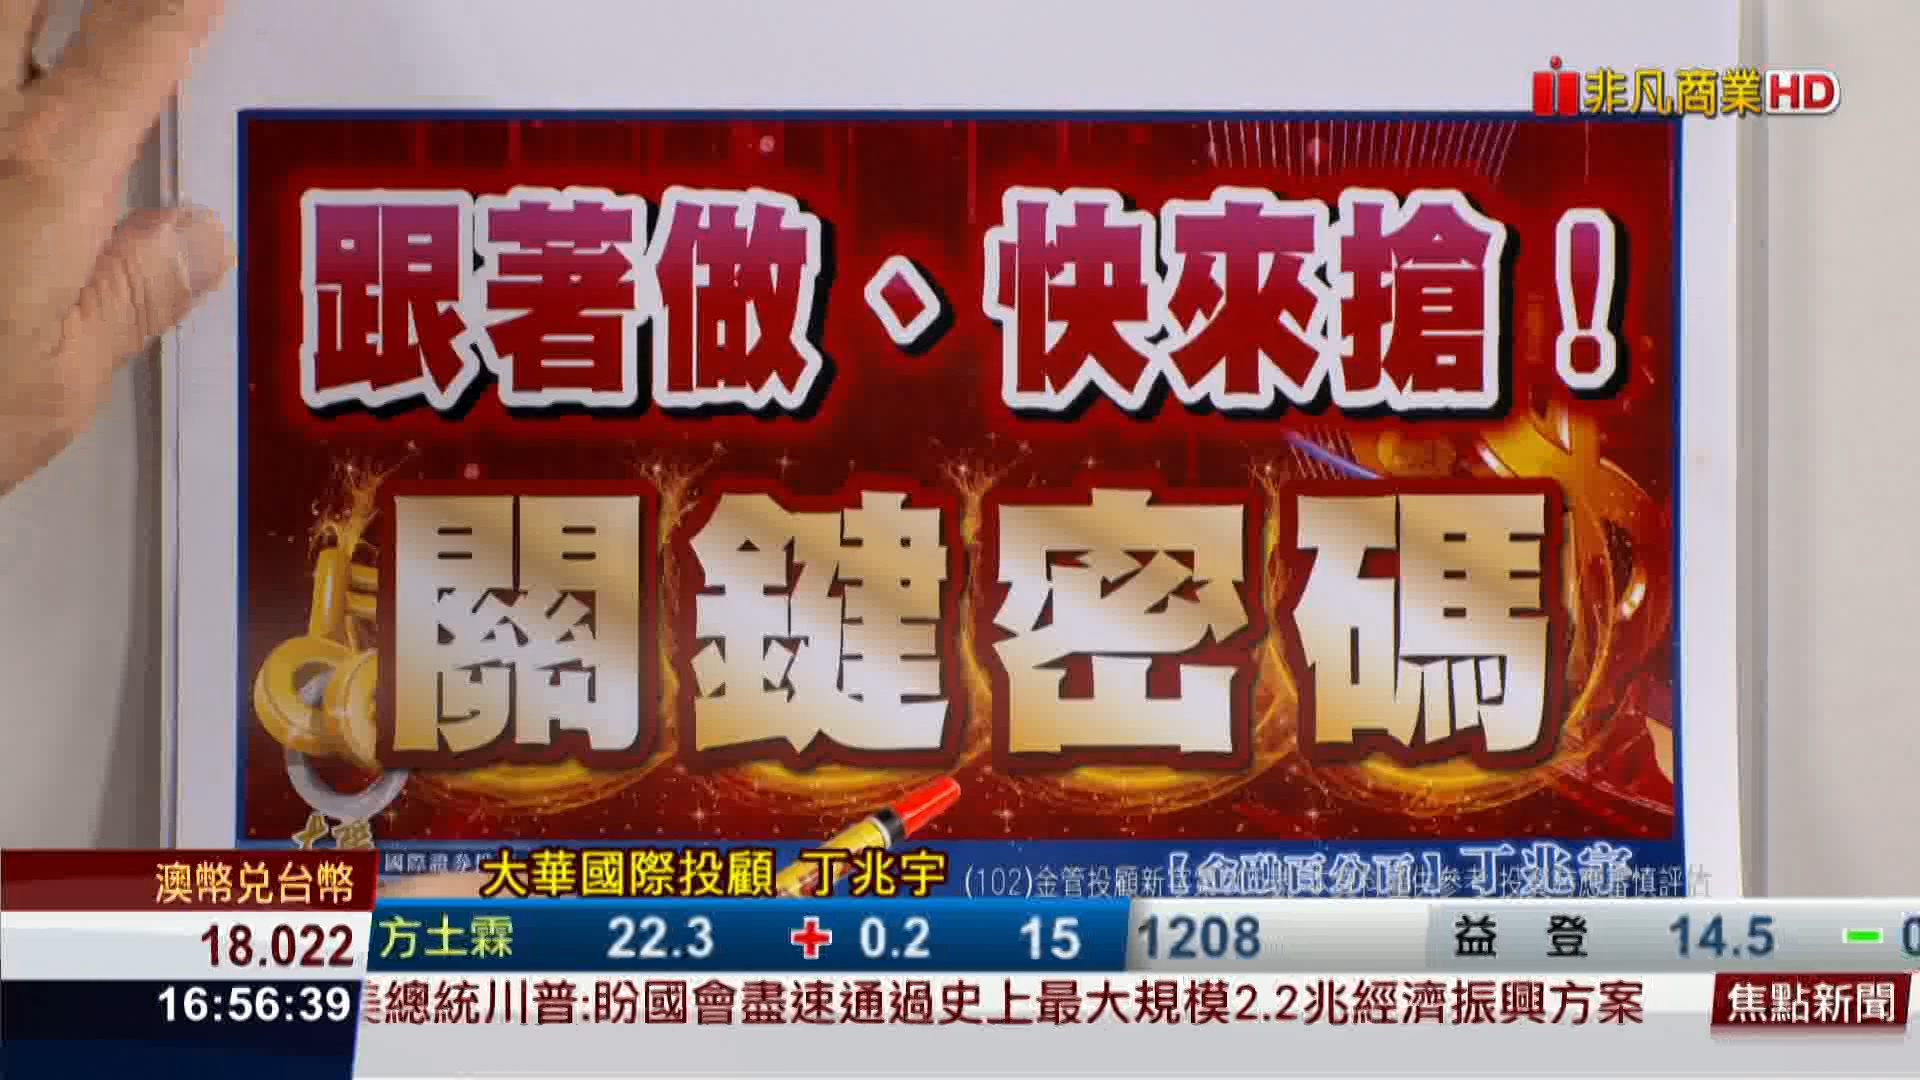 非凡商業HD
跟著做、快來搶！
關鍵密碼
大華國際投顧 丁兆宇
澳幣兌台幣
18.022
方土霖 22.3 + 0.2 15 1208 益登 14.5
16:56:39
總統川普:盼國會盡速通過史上最大規模2.2兆經濟振興方案
焦點新聞